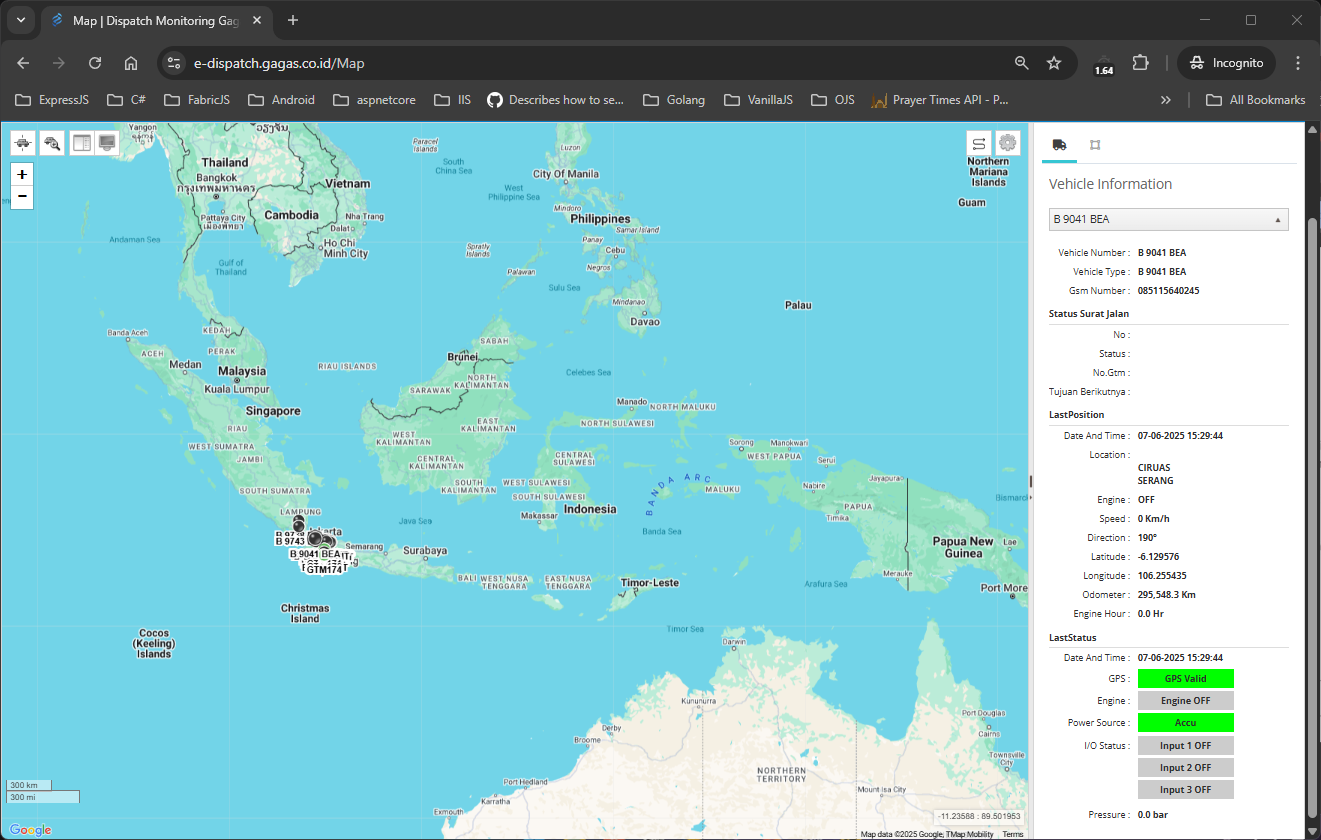 Map | Dispatch Monitoring Gag
e-dispatch.gagas.co.id/Map
1.64
Incognito
ExpressJS
C#
FabricJS
Android
aspnetcore
IIS
Describes how to se...
Golang
VanillaJS
OJS
Prayer Times API - P...
All Bookmarks
+
−
Yangon
Thailand
Bangkok
กรุงเทพมหานคร
Vietnam
Cambodia
Pattaya City
เมืองพัทยา
Nha Trang
Dalat
Ho Chi
Minh City
Andaman Sea
Gulf of
Thailand
Paracel
Islands
South
China Sea
Luzon
City Of Manila
West
Philippine Sea
Mindoro
Philippines
Samar Island
Panay
Cebu
Spratly
Islands
Palawan
Negros
Sulu Sea
Mindanao
Davao
Northern
Mariana
Islands
Guam
Palau
Banda Aceh
ACEH
Medan
KEDAH
PERAK
Malaysia
Kuala Lumpur
RIAU ISLANDS
Singapore
RIAU
WEST SUMATRA
JAMBI
SOUTH SUMATRA
LAMPUNG
Brunei
SABAH
NORTH
KALIMANTAN
SARAWAK
EAST
KALIMANTAN
WEST
KALIMANTAN
CENTRAL
KALIMANTAN
SOUTH
KALIMANTAN
Celebes Sea
Manado
NORTH MALUKU
NORTH SULAWESI
CENTRAL
SULAWESI
WEST SULAWESI
SOUTH SULAWESI
Makassar
Indonesia
BANDA ARC
MALUKU
Banda Sea
Sorong
Manokwari
WEST PAPUA
Serui
Nabire
Jayapura
PAPUA
Timika
Bismarck
Papua New
Guinea
Lae
Merauke
Port More
Java Sea
Semarang
Surabaya
B 9743
B 9041 BEA
GTM174
BALI
WEST NUSA
TENGGARA
EAST NUSA
TENGGARA
Timor-Leste
Arafura Sea
Christmas
Island
Cocos
(Keeling)
Islands
Timor Sea
Darwin
Kununurra
Derby
Broome
Port Hedland
Karratha
Exmouth
NORTHERN
TERRITORY
Mount Isa City
Port Douglas
Cairns
Townsville
City
300 km
300 mi
Google
-11.23588 : 89.501953
Map data ©2025 Google, TMap Mobility
Terms
Vehicle Information
B 9041 BEA
Vehicle Number : B 9041 BEA
Vehicle Type : B 9041 BEA
Gsm Number : 085115640245
Status Surat Jalan
No :
Status :
No.Gtm :
Tujuan Berikutnya :
LastPosition
Date And Time : 07-06-2025 15:29:44
Location :
CIRUAS
SERANG
Engine : OFF
Speed : 0 Km/h
Direction : 190°
Latitude : -6.129576
Longitude : 106.255435
Odometer : 295,548.3 Km
Engine Hour : 0.0 Hr
LastStatus
Date And Time : 07-06-2025 15:29:44
GPS : GPS Valid
Engine : Engine OFF
Power Source : Accu
I/O Status : Input 1 OFF
Input 2 OFF
Input 3 OFF
Pressure : 0.0 bar